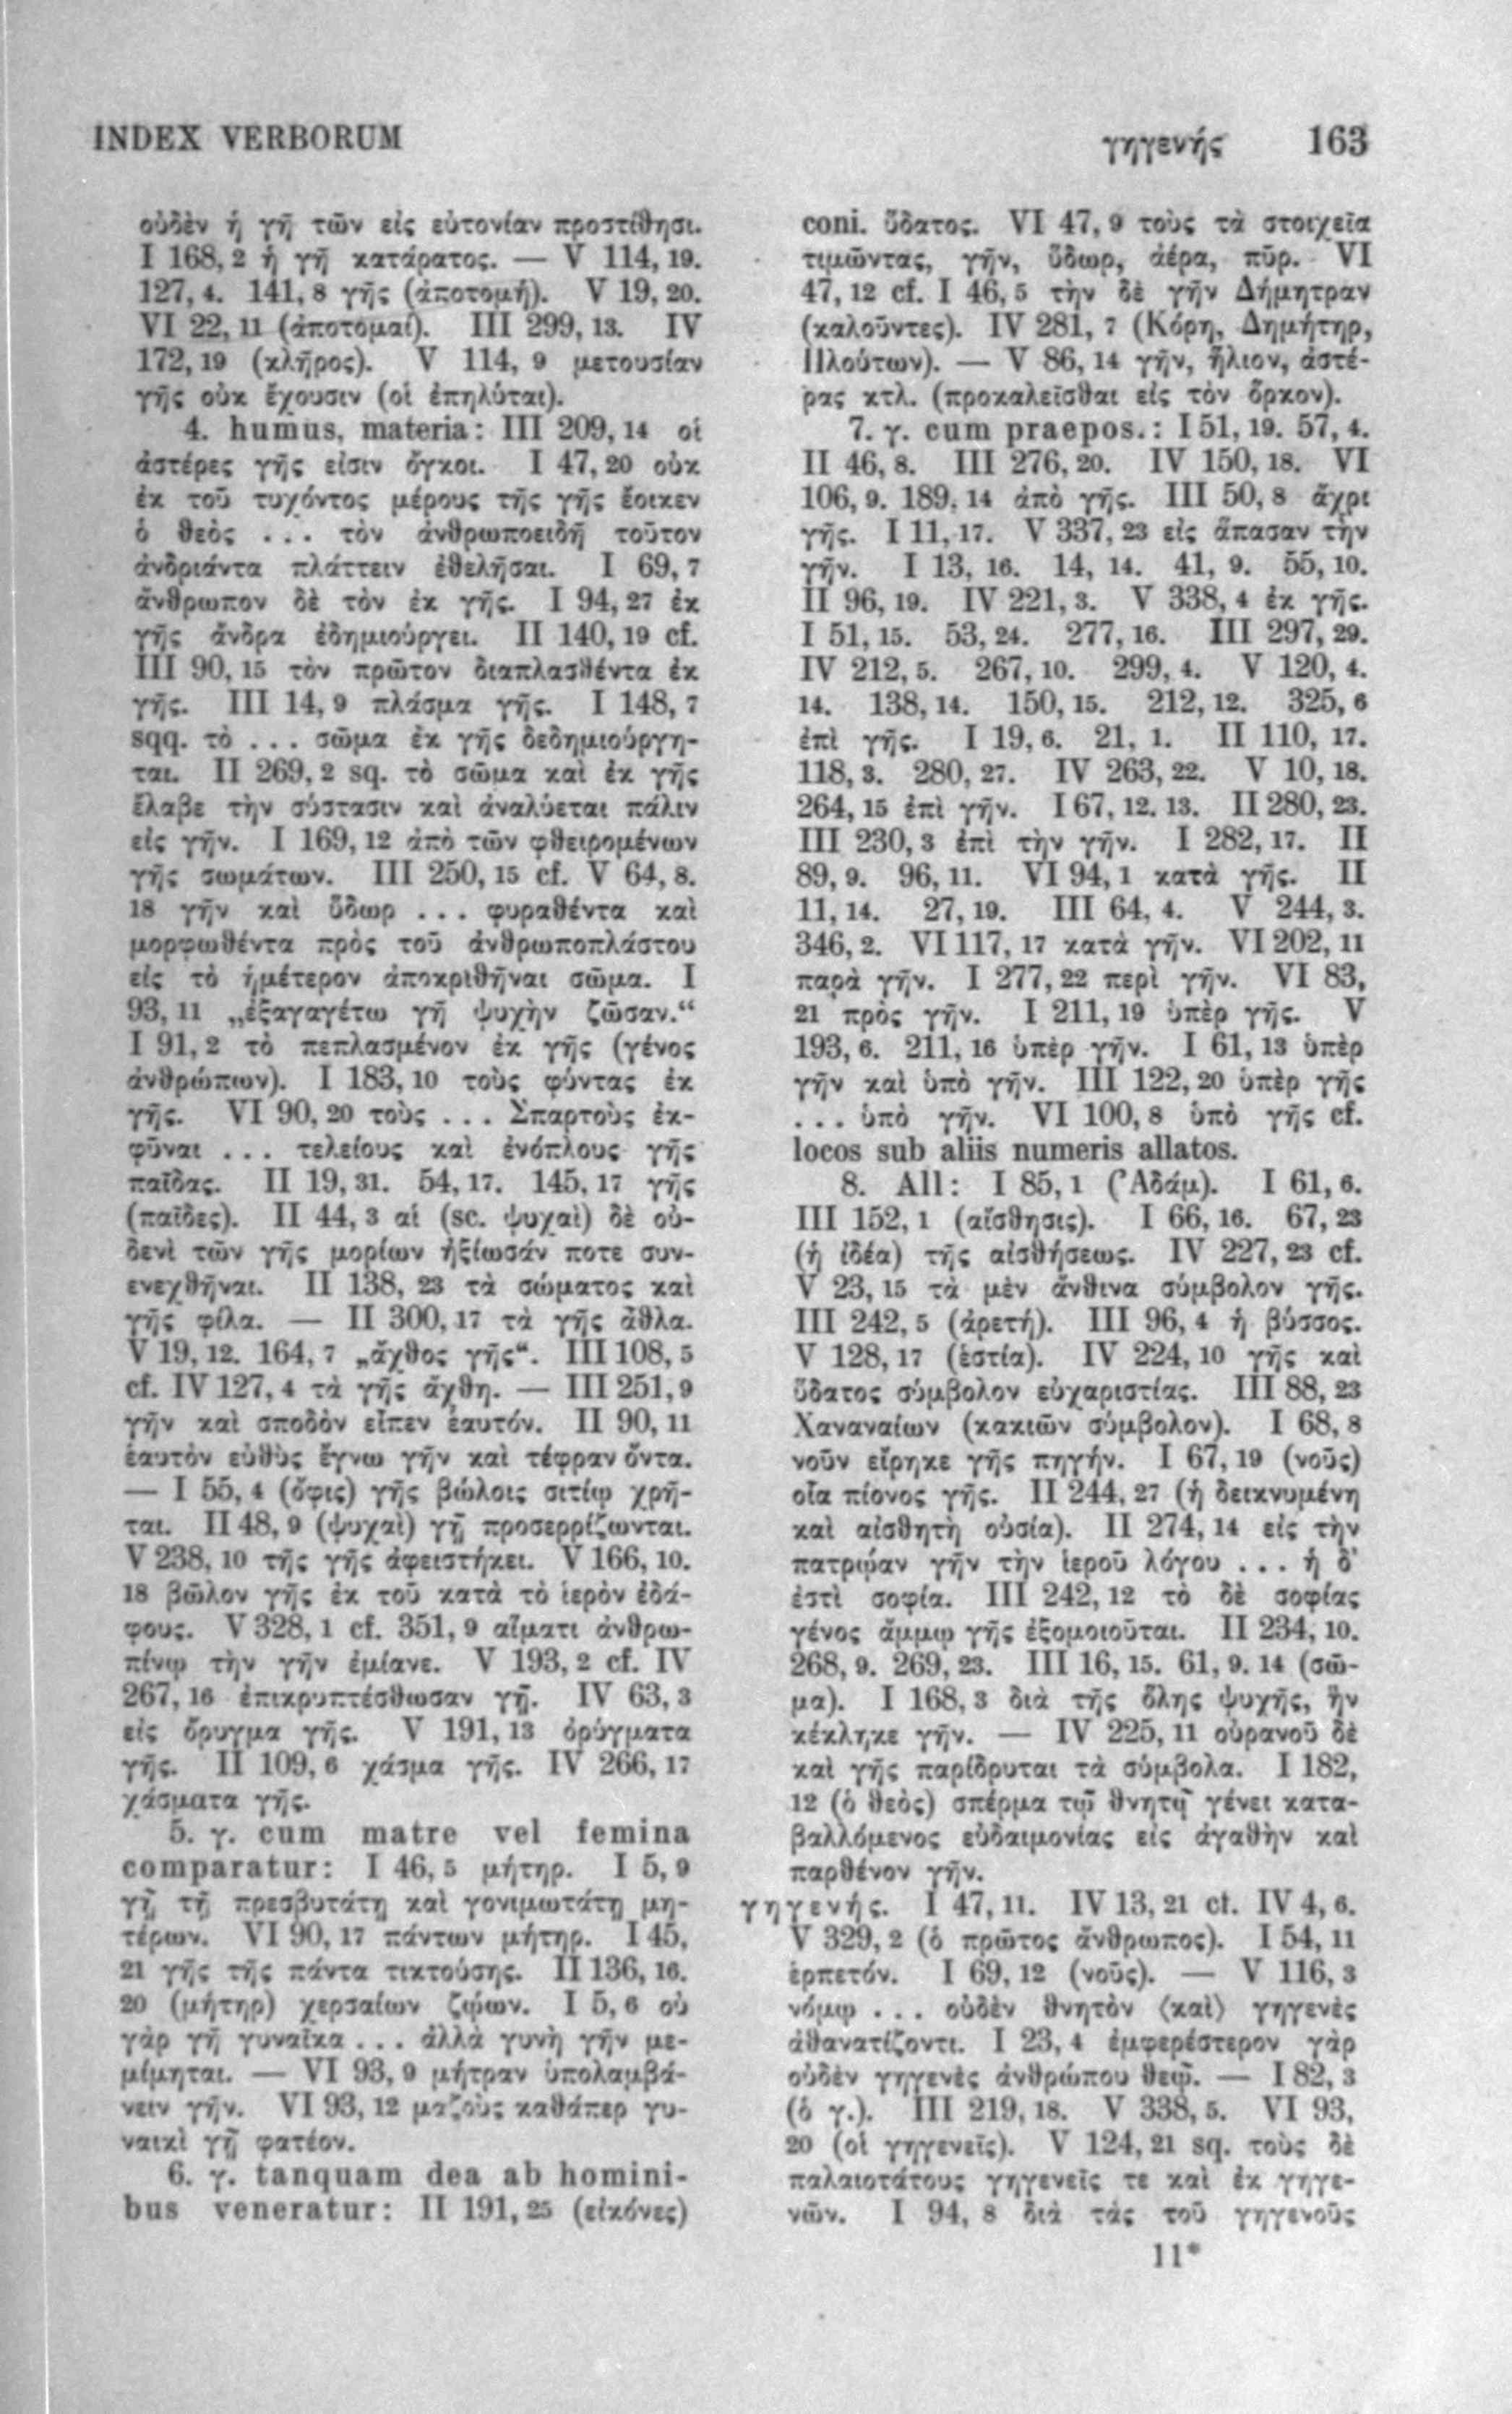 INDEX VERBORUM γηγενής 163
οὐδὲν ἡ γῆ τῶν εἰς εὐτονίαν προστίθησι.
I 168, 2 ἡ γῆ κατάρατος. — V 114, 19.
127, 4. 141, 8 γῆς (ἀποτομή). V 19, 20.
VI 22, 11 (ἀποτομαί). III 299, 13. IV
172, 19 (κλῆρος). V 114, 9 μετουσίαν
γῆς οὐκ ἔχουσιν (οἱ ἐπηλύται).
4. humus, materia: III 209, 14 οἱ
ἀστέρες γῆς εἰσιν ὄγκοι. I 47, 20 οὐκ
ἐκ τοῦ τυχόντος μέρους τῆς γῆς ἔοικεν
ὁ θεὸς ... τὸν ἀνθρωποειδῆ τοῦτον
ἀνδριάντα πλάττειν ἐθελῆσαι. I 69, 7
ἄνθρωπον δὲ τὸν ἐκ γῆς. I 94, 27 ἐκ
γῆς ἄνδρα ἐδημιούργει. II 140, 19 cf.
III 90, 15 τὸν πρῶτον διαπλασθέντα ἐκ
γῆς. III 14, 9 πλάσμα γῆς. I 148, 7
sqq. τὸ ... σῶμα ἐκ γῆς δεδημιούργη-
ται. II 269, 2 sq. τὸ σῶμα καὶ ἐκ γῆς
ἔλαβε τὴν σύστασιν καὶ ἀναλύεται πάλιν
εἰς γῆν. I 169, 12 ἀπὸ τῶν φθειρομένων
γῆς σωμάτων. III 250, 15 cf. V 64, 8.
18 γῆν καὶ ὕδωρ ... φυραθέντα καὶ
μορφωθέντα πρὸς τοῦ ἀνθρωποπλάστου
εἰς τὸ ἡμέτερον ἀποκριθῆναι σῶμα. I
93, 11 „ἐξαγαγέτω γῆ ψυχὴν ζῶσαν.“
I 91, 2 τὸ πεπλασμένον ἐκ γῆς (γένος
ἀνθρώπων). I 183, 10 τοὺς φύντας ἐκ
γῆς. VI 90, 20 τοὺς ... Σπαρτοὺς ἐκ-
φῦναι ... τελείους καὶ ἐνόπλους γῆς
παῖδας. II 19, 31. 54, 17. 145, 17 γῆς
(παῖδες). II 44, 3 αἱ (sc. ψυχαὶ) δὲ οὐ-
δενὶ τῶν γῆς μορίων ἠξίωσάν ποτε συν-
ενεχθῆναι. II 138, 23 τὰ σώματος καὶ
γῆς φίλα. — II 300, 17 τὰ γῆς ἆθλα.
V 19, 12. 164, 7 „ἄχθος γῆς“. III 108, 5
cf. IV 127, 4 τὰ γῆς ἄχθη. — III 251, 9
γῆν καὶ σποδὸν εἶπεν ἑαυτόν. II 90, 11
ἑαυτὸν εὐθὺς ἔγνω γῆν καὶ τέφραν ὄντα.
— I 55, 4 (ὄφις) γῆς βώλοις σιτίῳ χρῆ-
ται. II 48, 9 (ψυχαὶ) γῇ προσερρίζωνται.
V 238, 10 τῆς γῆς ἀφειστήκει. V 166, 10.
18 βῶλον γῆς ἐκ τοῦ κατὰ τὸ ἱερὸν ἐδά-
φους. V 328, 1 cf. 351, 9 αἵματι ἀνθρω-
πίνῳ τὴν γῆν ἐμίανε. V 193, 2 cf. IV
267, 16 ἐπικρυπτέσθωσαν γῇ. IV 63, 3
εἰς ὄρυγμα γῆς. V 191, 13 ὀρύγματα
γῆς. II 109, 6 χάσμα γῆς. IV 266, 17
χάσματα γῆς.
5. γ. cum matre vel femina
comparatur: I 46, 5 μήτηρ. I 5, 9
γῇ τῇ πρεσβυτάτῃ καὶ γονιμωτάτῃ μη-
τέρων. VI 90, 17 πάντων μήτηρ. I 45,
21 γῆς τῆς πάντα τικτούσης. II 136, 16.
20 (μήτηρ) χερσαίων ζῴων. I 5, 6 οὐ
γὰρ γῆ γυναῖκα ... ἀλλὰ γυνὴ γῆν με-
μίμηται. — VI 93, 9 μήτραν ὑπολαμβά-
νειν γῆν. VI 93, 12 μαζοὺς καθάπερ γυ-
ναικὶ γῇ φατέον.
6. γ. tanquam dea ab homini-
bus veneratur: II 191, 25 (εἰκόνες)
coni. ὕδατος. VI 47, 9 τοὺς τὰ στοιχεῖα
τιμῶντας, γῆν, ὕδωρ, ἀέρα, πῦρ. VI
47, 12 cf. I 46, 5 τὴν δὲ γῆν Δήμητραν
(καλοῦντες). IV 281, 7 (Κόρη, Δημήτηρ,
Πλούτων). — V 86, 14 γῆν, ἥλιον, ἀστέ-
ρας κτλ. (προκαλεῖσθαι εἰς τὸν ὅρκον).
7. γ. cum praepos.: I 51, 19. 57, 4.
II 46, 8. III 276, 20. IV 150, 18. VI
106, 9. 189, 14 ἀπὸ γῆς. III 50, 8 ἄχρι
γῆς. I 11, 17. V 337, 23 εἰς ἅπασαν τὴν
γῆν. I 13, 16. 14, 14. 41, 9. 55, 10.
II 96, 19. IV 221, 3. V 338, 4 ἐκ γῆς.
I 51, 15. 53, 24. 277, 16. III 297, 29.
IV 212, 5. 267, 10. 299, 4. V 120, 4.
14. 138, 14. 150, 15. 212, 12. 325, 6
ἐπὶ γῆς. I 19, 6. 21, 1. II 110, 17.
118, 3. 280, 27. IV 263, 22. V 10, 18.
264, 15 ἐπὶ γῆν. I 67, 12. 13. II 280, 23.
III 230, 3 ἐπὶ τὴν γῆν. I 282, 17. II
89, 9. 96, 11. VI 94, 1 κατὰ γῆς. II
11, 14. 27, 19. III 64, 4. V 244, 3.
346, 2. VI 117, 17 κατὰ γῆν. VI 202, 11
παρὰ γῆν. I 277, 22 περὶ γῆν. VI 83,
21 πρὸς γῆν. I 211, 19 ὑπὲρ γῆς. V
193, 6. 211, 16 ὑπὲρ γῆν. I 61, 13 ὑπὲρ
γῆν καὶ ὑπὸ γῆν. III 122, 20 ὑπὲρ γῆς
... ὑπὸ γῆν. VI 100, 8 ὑπὸ γῆς cf.
locos sub aliis numeris allatos.
8. All: I 85, 1 (Ἀδάμ). I 61, 6.
III 152, 1 (αἴσθησις). I 66, 16. 67, 23
(ἡ ἰδέα) τῆς αἰσθήσεως. IV 227, 23 cf.
V 23, 15 τὰ μὲν ἄνθινα σύμβολον γῆς.
III 242, 5 (ἀρετή). III 96, 4 ἡ βύσσος.
V 128, 17 (ἑστία). IV 224, 10 γῆς καὶ
ὕδατος σύμβολον εὐχαριστίας. III 88, 23
Χαναναίων (κακιῶν σύμβολον). I 68, 8
νοῦν εἴρηκε γῆς πηγήν. I 67, 19 (νοῦς)
οἷα πίονος γῆς. II 244, 27 (ἡ δεικνυμένη
καὶ αἰσθητὴ οὐσία). II 274, 14 εἰς τὴν
πατρῴαν γῆν τὴν ἱεροῦ λόγου ... ἡ δ'
ἐστὶ σοφία. III 242, 12 τὸ δὲ σοφίας
γένος ἄμμῳ γῆς ἐξομοιοῦται. II 234, 10.
268, 9. 269, 23. III 16, 15. 61, 9. 14 (σῶ-
μα). I 168, 3 διὰ τῆς ὅλης ψυχῆς, ἣν
κέκληκε γῆν. — IV 225, 11 οὐρανοῦ δὲ
καὶ γῆς παρίδρυται τὰ σύμβολα. I 182,
12 (ὁ θεὸς) σπέρμα τῷ θνητῷ γένει κατα-
βαλλόμενος εὐδαιμονίας εἰς ἀγαθὴν καὶ
παρθένον γῆν.
γηγενής. I 47, 11. IV 13, 21 cf. IV 4, 6.
V 329, 2 (ὁ πρῶτος ἄνθρωπος). I 54, 11
ἑρπετόν. I 69, 12 (νοῦς). — V 116, 3
νόμῳ ... οὐδὲν θνητὸν ⟨καὶ⟩ γηγενὲς
ἀθανατίζοντι. I 23, 4 ἐμφερέστερον γὰρ
οὐδὲν γηγενὲς ἀνθρώπου θεῷ. — I 82, 3
(ὁ γ.). III 219, 18. V 338, 5. VI 93,
20 (οἱ γηγενεῖς). V 124, 21 sq. τοὺς δὲ
παλαιοτάτους γηγενεῖς τε καὶ ἐκ γηγε-
νῶν. I 94, 8 διὰ τὰς τοῦ γηγενοῦς
11*